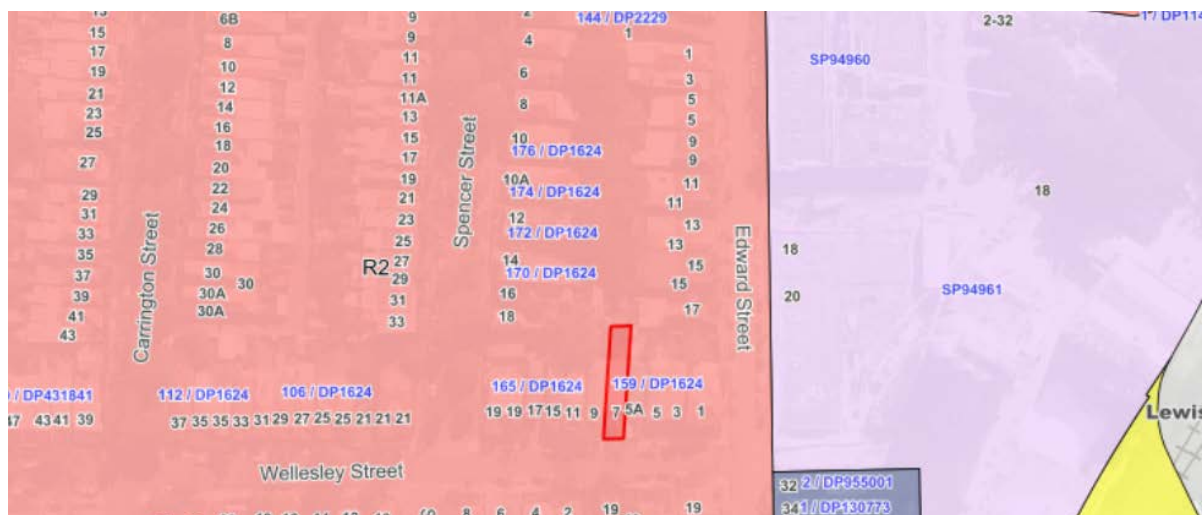 6B
9
144 / DP2229
2-32
15
8
9
4
1
1
SP94960
17
19
10
11
6
3
21
12
11
5
23
14
11A
8
5
25
16
13
27
18
15
10
9
176 / DP1624
20
17
9
29
22
19
10A
11
18
174 / DP1624
31
24
21
11
33
26
23
12
13
172 / DP1624
35
28
25
14
13
18
37
30
30
R2
27
29
170 / DP1624
15
15
20
SP94961
39
30A
31
16
17
41
30A
33
18
43
Carrington Street
Spencer Street
Edward Street
/ DP431841
112 / DP1624
106 / DP1624
165 / DP1624
159 / DP1624
47 43 41 39
37 35 35 33 31 29 27 25 25 21 21 21
19 19 17 15 11 9 7 5A 5 3 1
Lewis
Wellesley Street
32 2 / DP955001
34 1 / DP130773
8 6 4 2 19 19